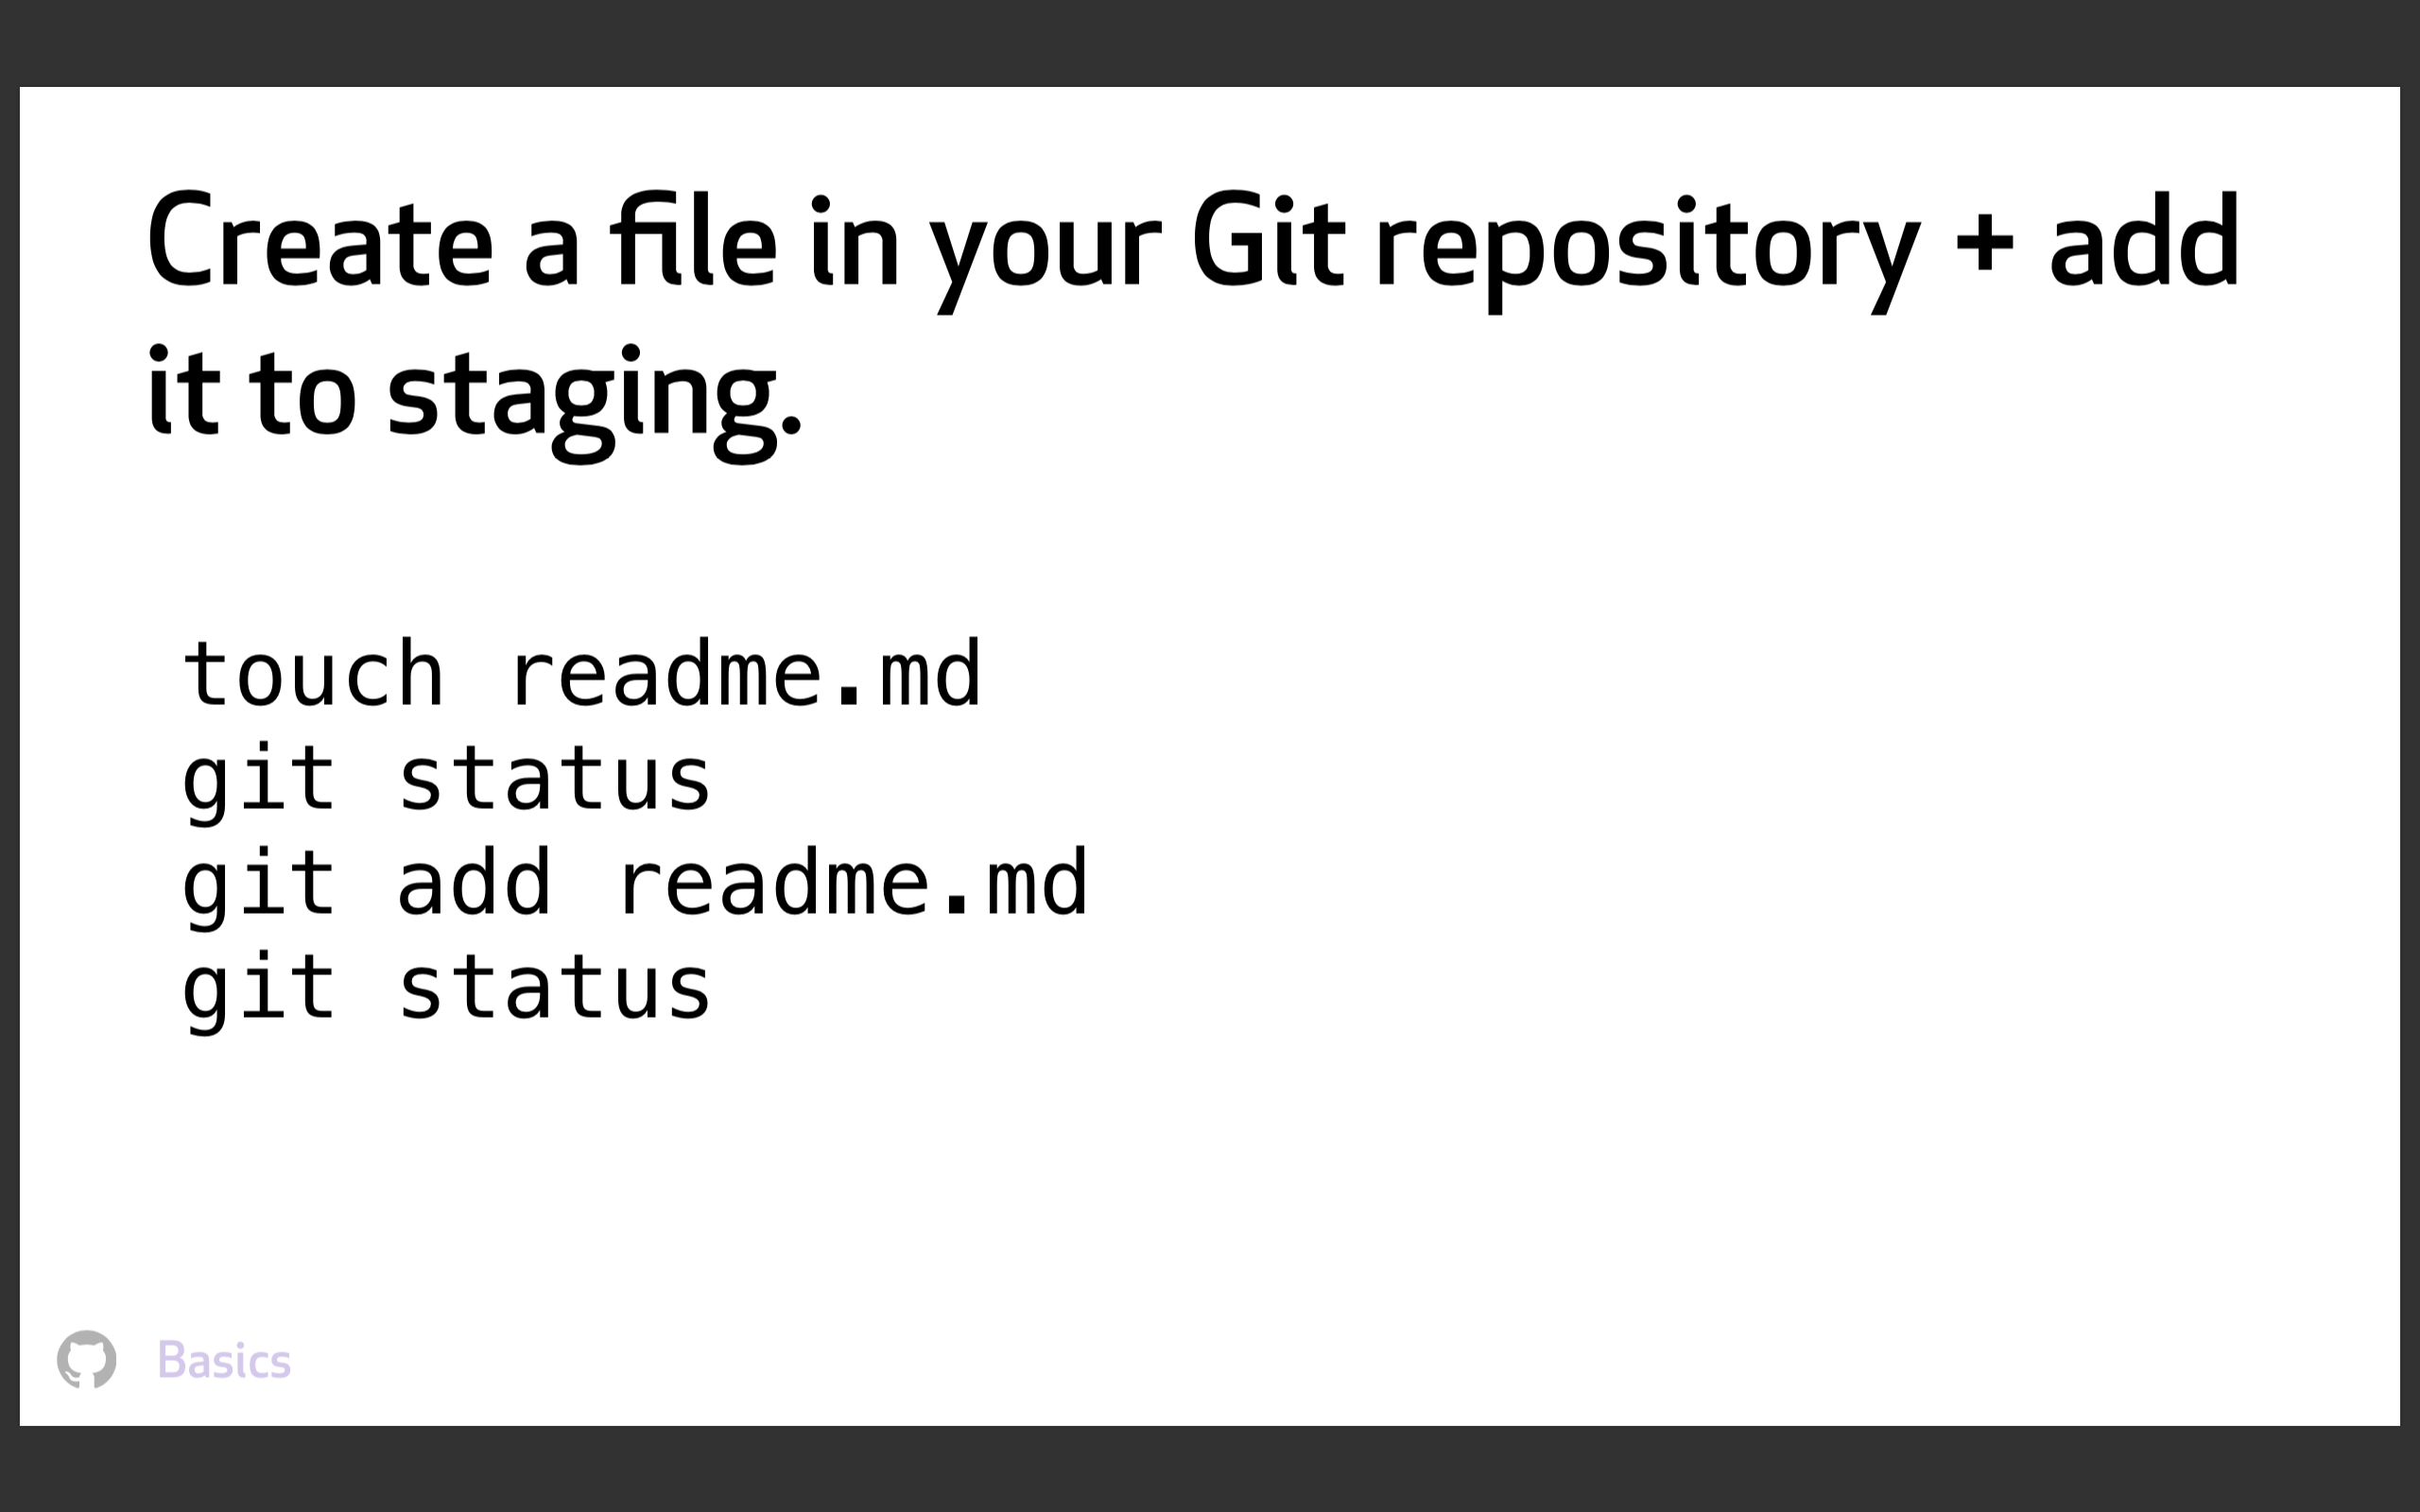 Create a file in your Git repository + add
it to staging.
touch readme.md
git status
git add readme.md
git status
Basics